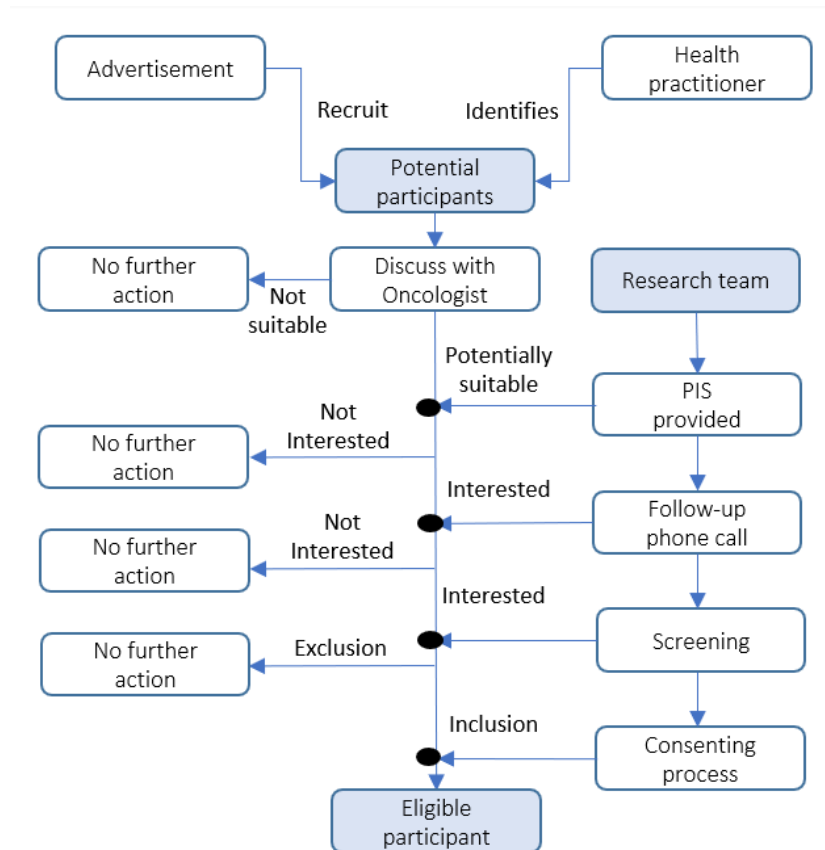 Advertisement
Health
practitioner
Recruit
Identifies
Potential
participants
No further
action
Not
suitable
Discuss with
Oncologist
Research team
Potentially
suitable
PIS
provided
Not
Interested
No further
action
Interested
Follow-up
phone call
Not
Interested
No further
action
Interested
Screening
Exclusion
No further
action
Inclusion
Consenting
process
Eligible
participant